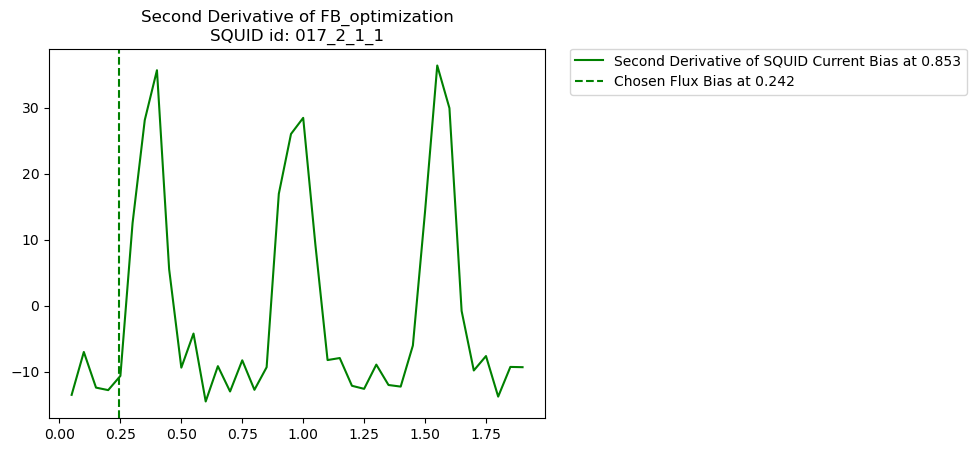 Second Derivative of FB_optimization
SQUID id: 017_2_1_1
Second Derivative of SQUID Current Bias at 0.853
Chosen Flux Bias at 0.242
30
20
10
0
−10
0.00 0.25 0.50 0.75 1.00 1.25 1.50 1.75